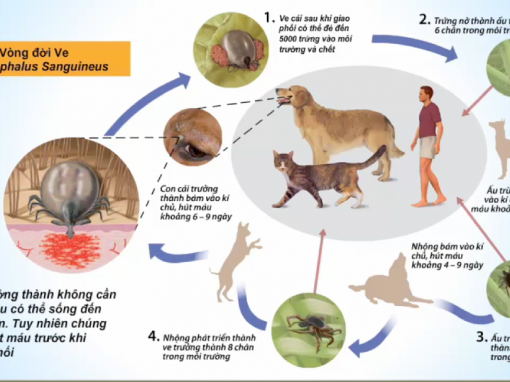 Vòng đời Ve
phalus Sanguineus
1. Ve cái sau khi giao
phối có thể đẻ đến
5000 trứng vào môi
trường và chết
2. Trứng nở thành ấu t
6 chân trong môi tr
Con cái trưởng
thành bám vào kí
chủ, hút máu
khoảng 6 – 9 ngày
Ấu trù
vào kí c
máu khoả
Nhộng bám vào kí
chủ, hút máu
khoảng 4 – 9 ngày
ởng thành không cần
u có thể sống đến
n. Tuy nhiên chúng
t máu trước khi
hối
4. Nhộng phát triển thành
ve trưởng thành 8 chân
trong môi trường
3. Ấu tr
thành
trong